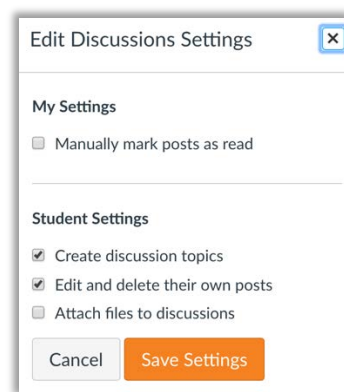 Edit Discussions Settings
My Settings
Manually mark posts as read
Student Settings
Create discussion topics
Edit and delete their own posts
Attach files to discussions
Cancel Save Settings